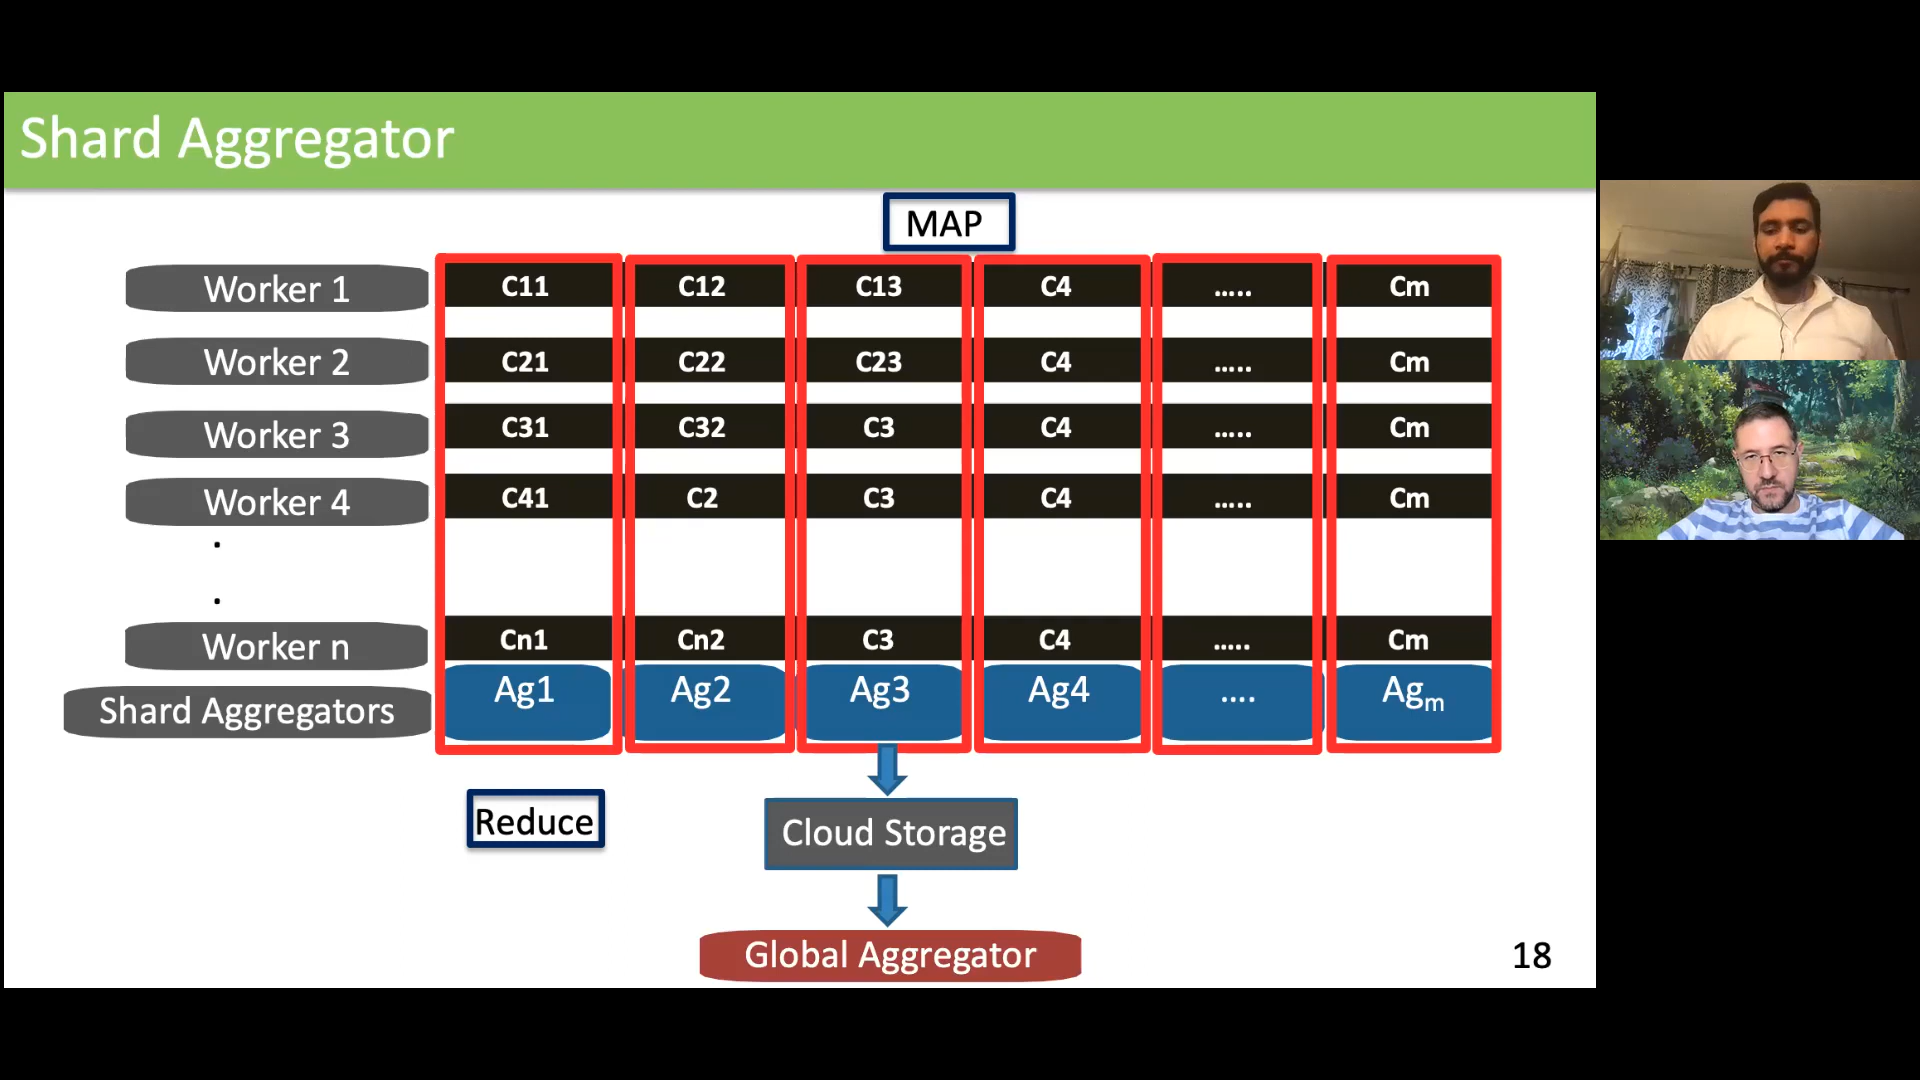 Shard Aggregator
MAP
Worker 1 C11 C12 C13 C4 ..... Cm
Worker 2 C21 C22 C23 C4 ..... Cm
Worker 3 C31 C32 C3 C4 ..... Cm
Worker 4 C41 C2 C3 C4 ..... Cm
.
.
Worker n Cn1 Cn2 C3 C4 ..... Cm
Shard Aggregators Ag1 Ag2 Ag3 Ag4 .... Agm
Reduce
Cloud Storage
Global Aggregator
18